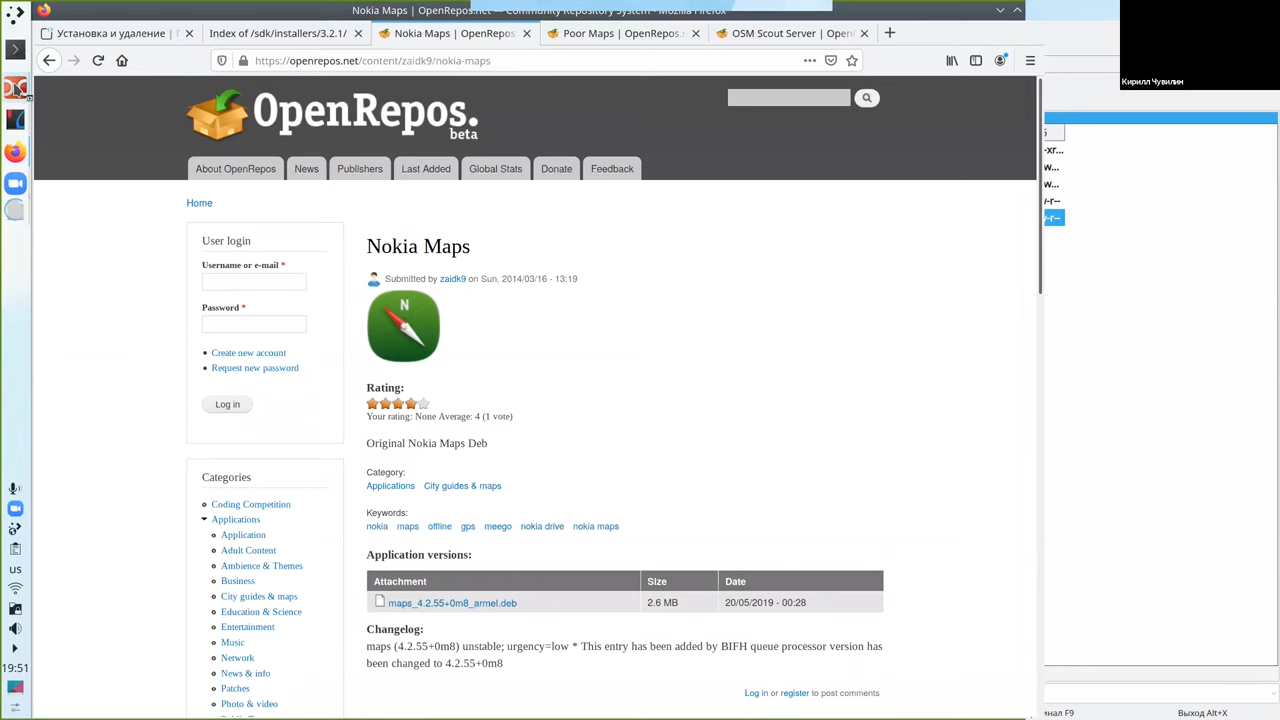 Nokia Maps | OpenRepos.net — Community Repository System - Mozilla Firefox
Установка и удаление |
Index of /sdk/installers/3.2.1/
Nokia Maps | OpenRepos
Poor Maps | OpenRepos.
OSM Scout Server | Open
https://openrepos.net/content/zaidk9/nokia-maps
Кирилл Чувилин
OpenRepos.
beta
About OpenRepos
News
Publishers
Last Added
Global Stats
Donate
Feedback
Home
User login
Username or e-mail *
Password *
Create new account
Request new password
Log in
Categories
Coding Competition
Applications
Application
Adult Content
Ambience & Themes
Business
City guides & maps
Education & Science
Entertainment
Music
Network
News & info
Patches
Photo & video
Nokia Maps
Submitted by zaidk9 on Sun, 2014/03/16 - 13:19
N
Rating:
Your rating: None Average: 4 (1 vote)
Original Nokia Maps Deb
Category:
Applications City guides & maps
Keywords:
nokia maps offline gps meego nokia drive nokia maps
Application versions:
Attachment Size Date
maps_4.2.55+0m8_armel.deb 2.6 MB 20/05/2019 - 00:28
Changelog:
maps (4.2.55+0m8) unstable; urgency=low * This entry has been added by BIFH queue processor version has
been changed to 4.2.55+0m8
Log in or register to post comments
-xr...
w...
w...
/-r--
/-r--
us
19:51
инал F9
Выход Alt+X